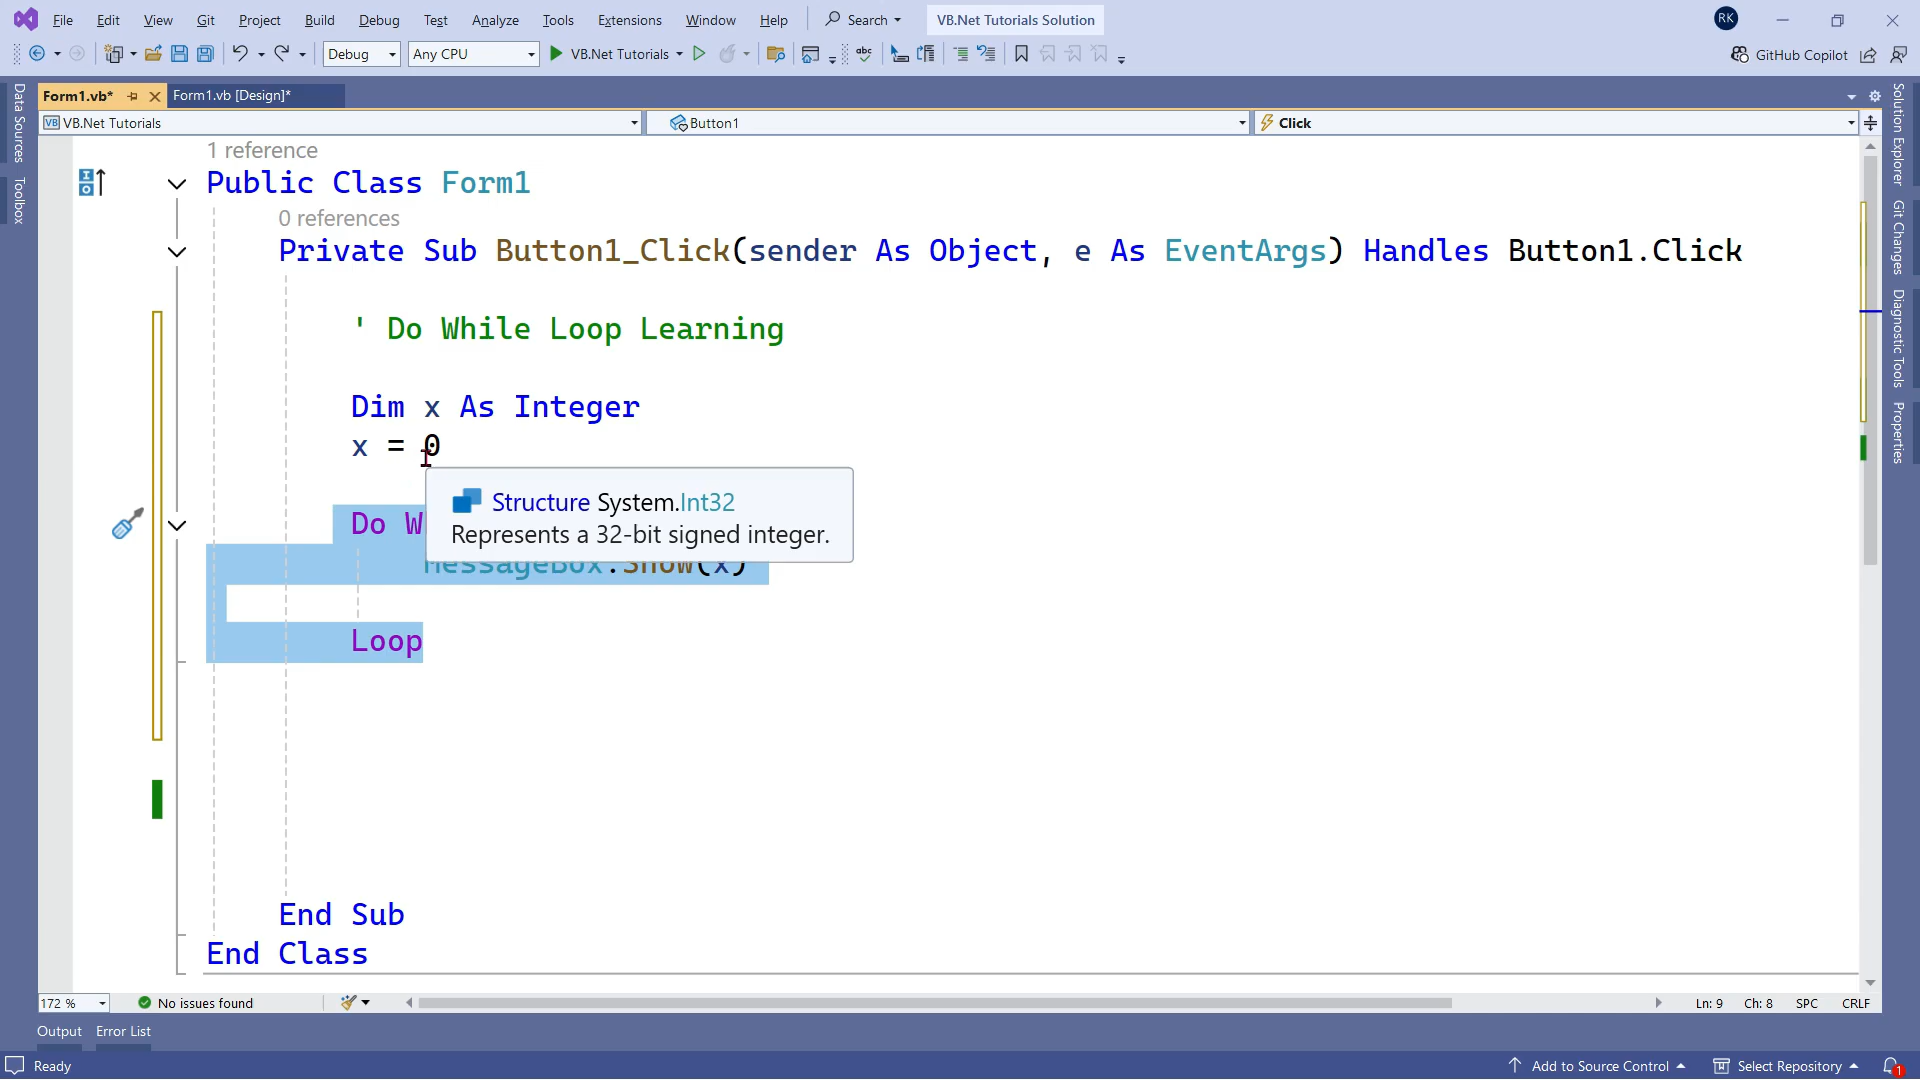 File Edit View Git Project Build Debug Test Analyze Tools Extensions Window Help Search VB.Net Tutorials Solution RK
Debug Any CPU VB.Net Tutorials abc GitHub Copilot
Form1.vb* Form1.vb [Design]*
VB VB.Net Tutorials Button1 Click
Data Sources
Toolbox
1 reference
Public Class Form1
0 references
Private Sub Button1_Click(sender As Object, e As EventArgs) Handles Button1.Click
' Do While Loop Learning
Dim x As Integer
x = 0
Structure System.Int32
Represents a 32-bit signed integer.
Do W
MessageBox.Show(x)
Loop
End Sub
End Class
Solution Explorer
Git Changes
Diagnostic Tools
Properties
172 % No issues found Ln: 9 Ch: 8 SPC CRLF
Output Error List
Ready Add to Source Control Select Repository 1